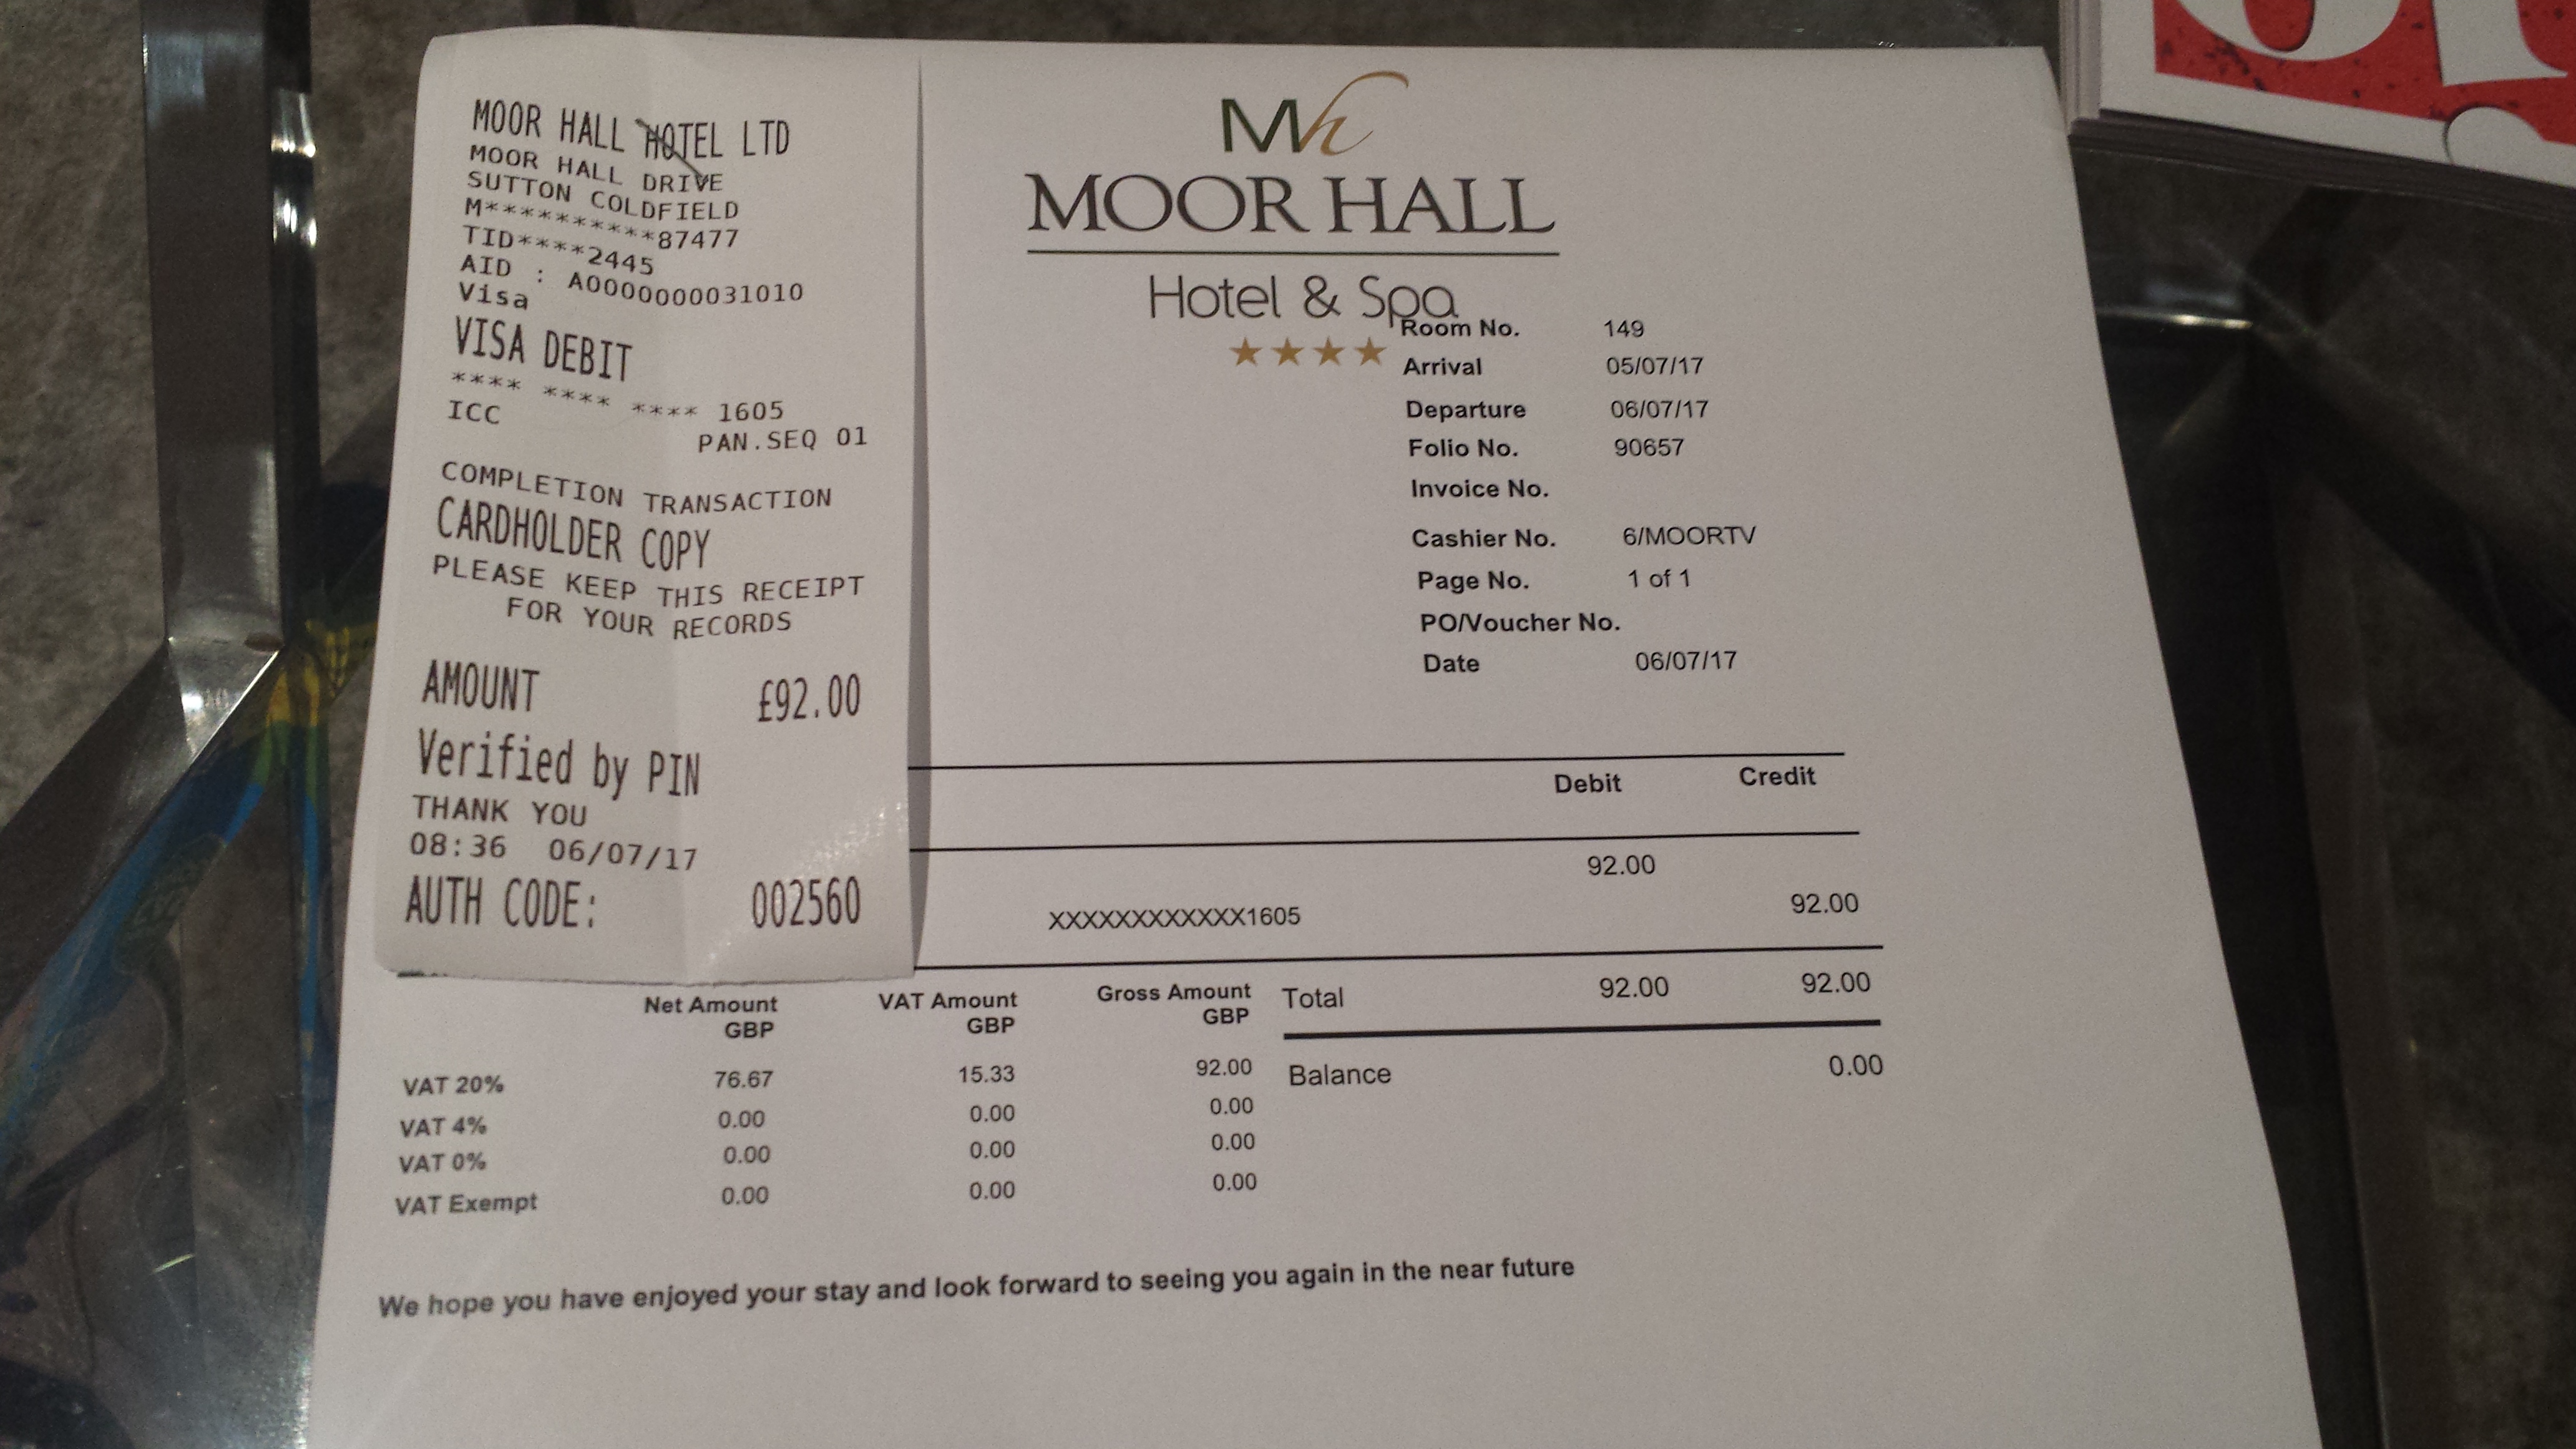 MOOR HALL HOTEL LTD
MOOR HALL DRIVE
SUTTON COLDFIELD
M**********87477
TID****2445
AID : A0000000031010
Visa
VISA DEBIT
**** **** **** 1605
ICC
PAN.SEQ 01
COMPLETION TRANSACTION
CARDHOLDER COPY
PLEASE KEEP THIS RECEIPT
FOR YOUR RECORDS
AMOUNT £92.00
Verified by PIN
THANK YOU
08:36 06/07/17
AUTH CODE: 002560
Mh
MOOR HALL
Hotel & Spa
Room No. 149
Arrival 05/07/17
Departure 06/07/17
Folio No. 90657
Invoice No.
Cashier No. 6/MOORTV
Page No. 1 of 1
PO/Voucher No.
Date 06/07/17
Debit Credit
92.00
XXXXXXXXXXXX1605 92.00
Total 92.00 92.00
Balance 0.00
Net Amount VAT Amount Gross Amount
GBP GBP GBP
VAT 20% 76.67 15.33 92.00
VAT 4% 0.00 0.00 0.00
VAT 0% 0.00 0.00 0.00
VAT Exempt 0.00 0.00 0.00
We hope you have enjoyed your stay and look forward to seeing you again in the near future